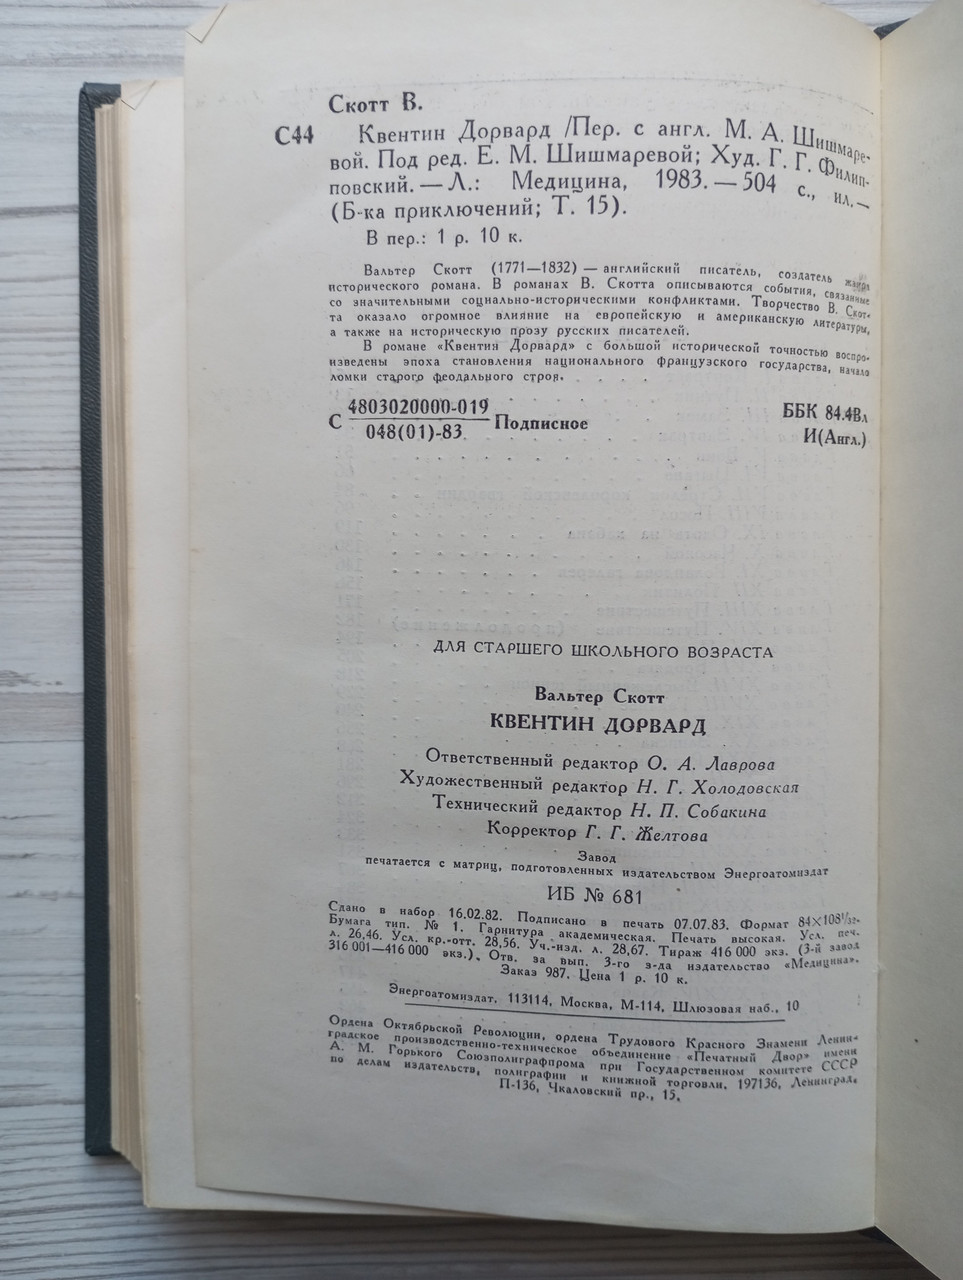 Скотт В.
С44 Квентин Дорвард /Пер. с англ. М. А. Шишмаре-
вой. Под ред. Е. М. Шишмаревой; Худ. Г. Г. Филип-
повский. — Л.: Медицина, 1983. — 504 с., ил. —
(Б-ка приключений; Т. 15).
В пер.: 1 р. 10 к.
Вальтер Скотт (1771—1832) — английский писатель, создатель жанра
исторического романа. В романах В. Скотта описываются события, связанные
со значительными социально-историческими конфликтами. Творчество В. Скот-
та оказало огромное влияние на европейскую и американскую литературы,
а также на историческую прозу русских писателей.
В романе «Квентин Дорвард» с большой исторической точностью воспро-
изведены эпоха становления национального французского государства, начало
ломки старого феодального строя.
С 4803020000-019 Подписное ББК 84.4Вл
048(01)-83 И(Англ.)
ДЛЯ СТАРШЕГО ШКОЛЬНОГО ВОЗРАСТА
Вальтер Скотт
КВЕНТИН ДОРВАРД
Ответственный редактор О. А. Лаврова
Художественный редактор Н. Г. Холодовская
Технический редактор Н. П. Собакина
Корректор Г. Г. Желтова
Завод
печатается с матриц, подготовленных издательством Энергоатомиздат
ИБ № 681
Сдано в набор 16.02.82. Подписано в печать 07.07.83. Формат 84×108¹/₃₂.
Бумага тип. № 1. Гарнитура академическая. Печать высокая. Усл. печ.
л. 26,46. Усл. кр.-отт. 28,56. Уч.-изд. л. 28,67. Тираж 416 000 экз. (3-й завод
316 001—416 000 экз.). Отв. за вып. 3-го з-да издательство «Медицина».
Заказ 987. Цена 1 р. 10 к.
Энергоатомиздат, 113114, Москва, М-114, Шлюзовая наб., 10
Ордена Октябрьской Революции, ордена Трудового Красного Знамени Ленин-
градское производственно-техническое объединение «Печатный Двор» имени
А. М. Горького Союзполиграфпрома при Государственном комитете СССР
по делам издательств, полиграфии и книжной торговли. 197136, Ленинград,
П-136, Чкаловский пр., 15.